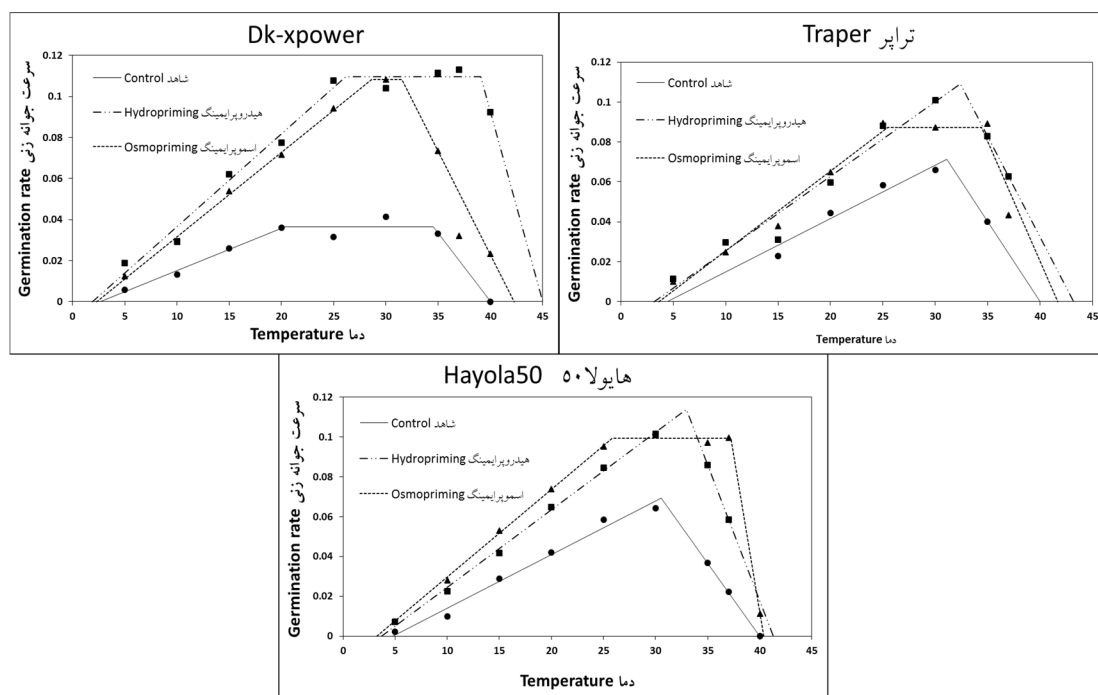 Dk-xpower
سرعت جوانه زنی Germination rate
0.12
0.1
0.08
0.06
0.04
0.02
0
Control شاهد
Hydropriming هیدروپرایمینگ
Osmopriming اسموپرایمینگ
0 5 10 15 20 25 30 35 40 45
Temperature دما
Traper تراپر
سرعت جوانه زنی Germination rate
0.12
0.1
0.08
0.06
0.04
0.02
0
Control شاهد
Hydropriming هیدروپرایمینگ
Osmopriming اسموپرایمینگ
0 5 10 15 20 25 30 35 40 45
Temperature دما
Hayola50 هایولا۵۰
سرعت جوانه زنی Germination rate
0.12
0.1
0.08
0.06
0.04
0.02
0
Control شاهد
Hydropriming هیدروپرایمینگ
Osmopriming اسموپرایمینگ
0 5 10 15 20 25 30 35 40 45
Temperature دما